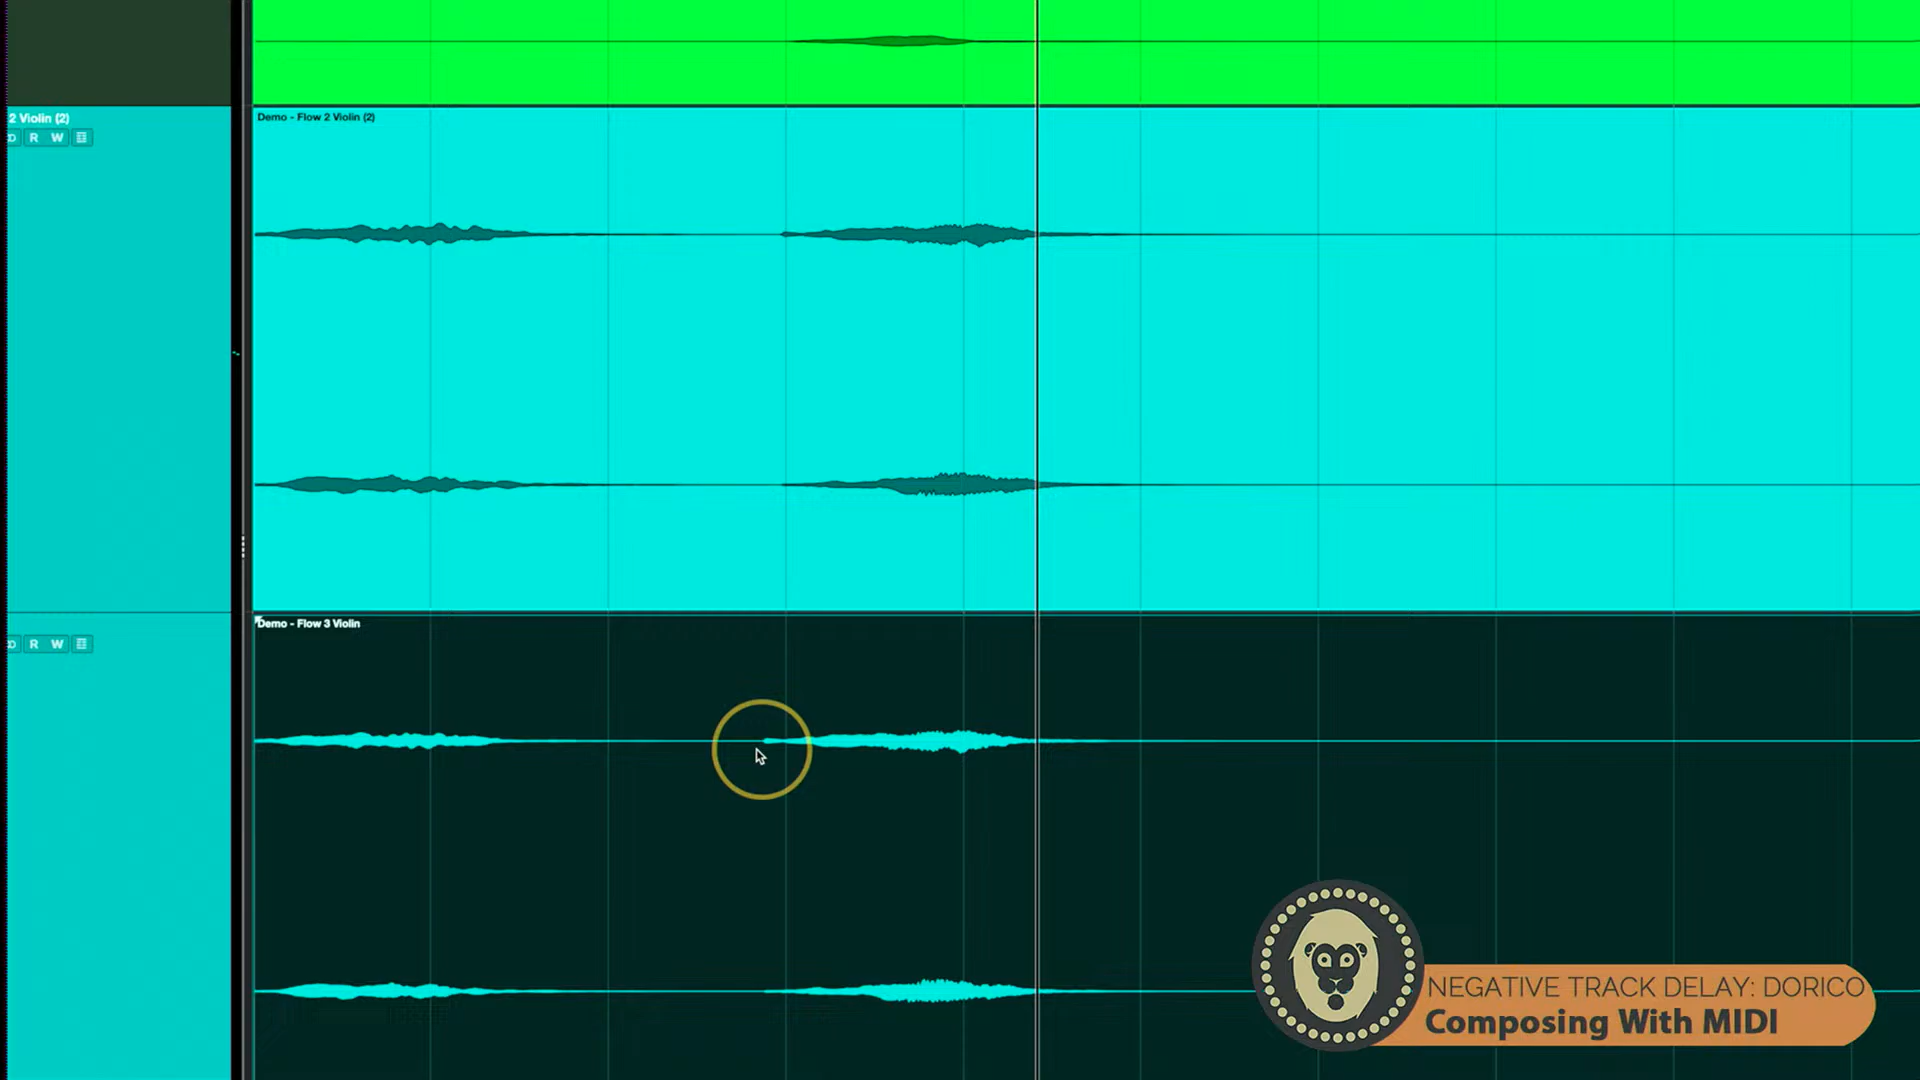 2 Violin (2)
R W
Demo - Flow 2 Violin (2)
R W
Demo - Flow 3 Violin
NEGATIVE TRACK DELAY: DORICO
Composing With MIDI